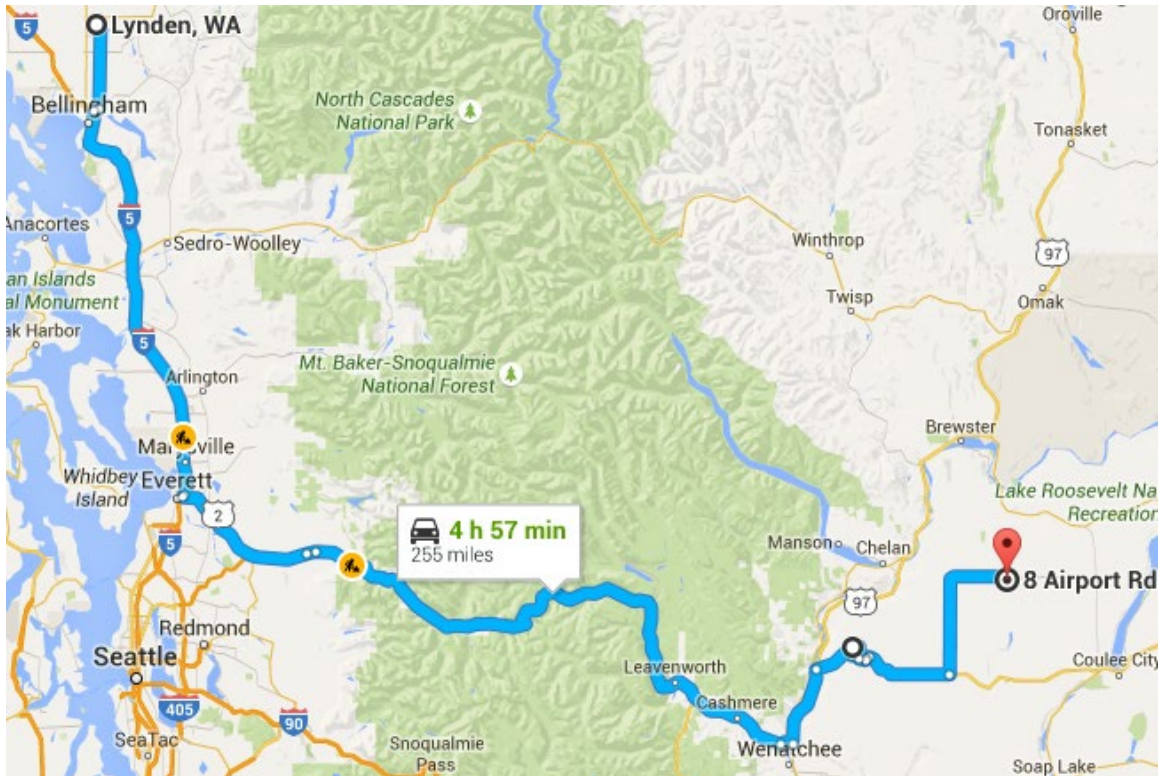 5
Lynden, WA
Oroville
Bellingham
North Cascades
National Park
Tonasket
5
Anacortes
Sedro-Woolley
Winthrop
97
an Islands
al Monument
Twisp
Omak
ak Harbor
5
Mt. Baker-Snoqualmie
National Forest
Arlington
Brewster
Marysville
Whidbey
Island
Everett
Lake Roosevelt Na
Recreation
2
4 h 57 min
255 miles
5
Manson
Chelan
8 Airport Rd
97
Redmond
Seattle
Leavenworth
Coulee City
405
90
Cashmere
SeaTac
Snoqualmie
Pass
Wenatchee
Soap Lake